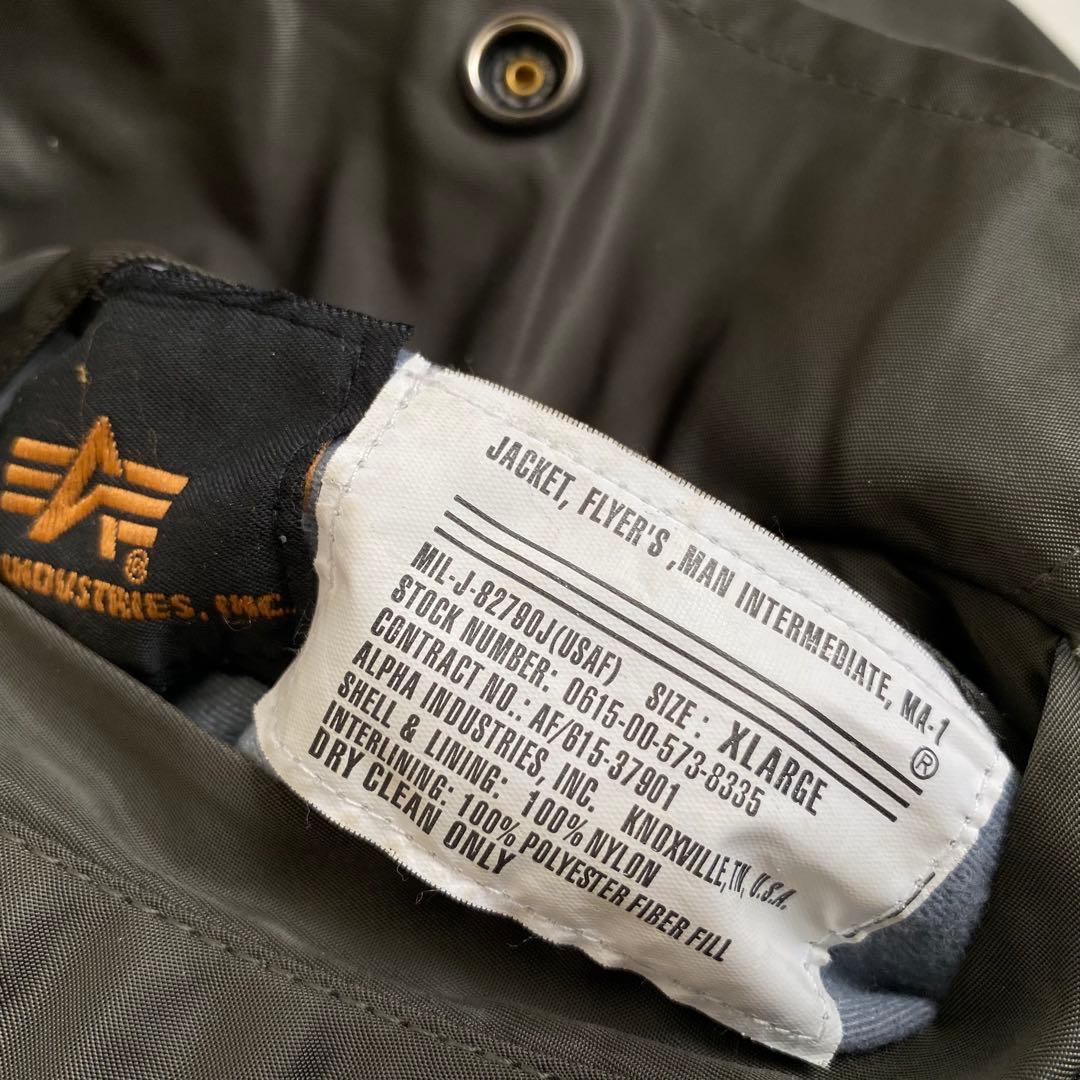 INDUSTRIES, INC.
®
JACKET, FLYER'S ,MAN INTERMEDIATE, MA-1
®
MIL-J-82790J(USAF) SIZE : XLARGE
STOCK NUMBER: 0615-00-573-8335
CONTRACT NO.: AF/615-37901
ALPHA INDUSTRIES, INC. KNOXVILLE,TN, U.S.A.
SHELL & LINING: 100% NYLON
INTERLINING: 100% POLYESTER FIBER FILL
DRY CLEAN ONLY